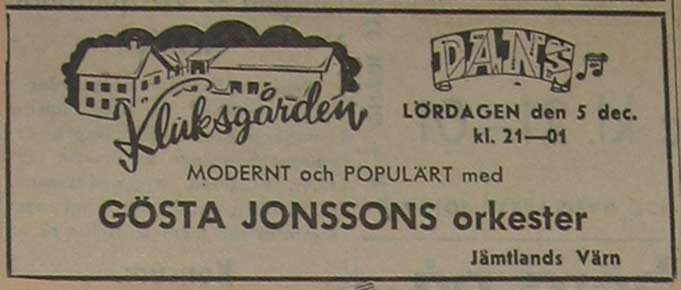 Kluksgården
DANS
LÖRDAGEN den 5 dec.
kl. 21—01
MODERNT och POPULÄRT med
GÖSTA JONSSONS orkester
Jämtlands Värn